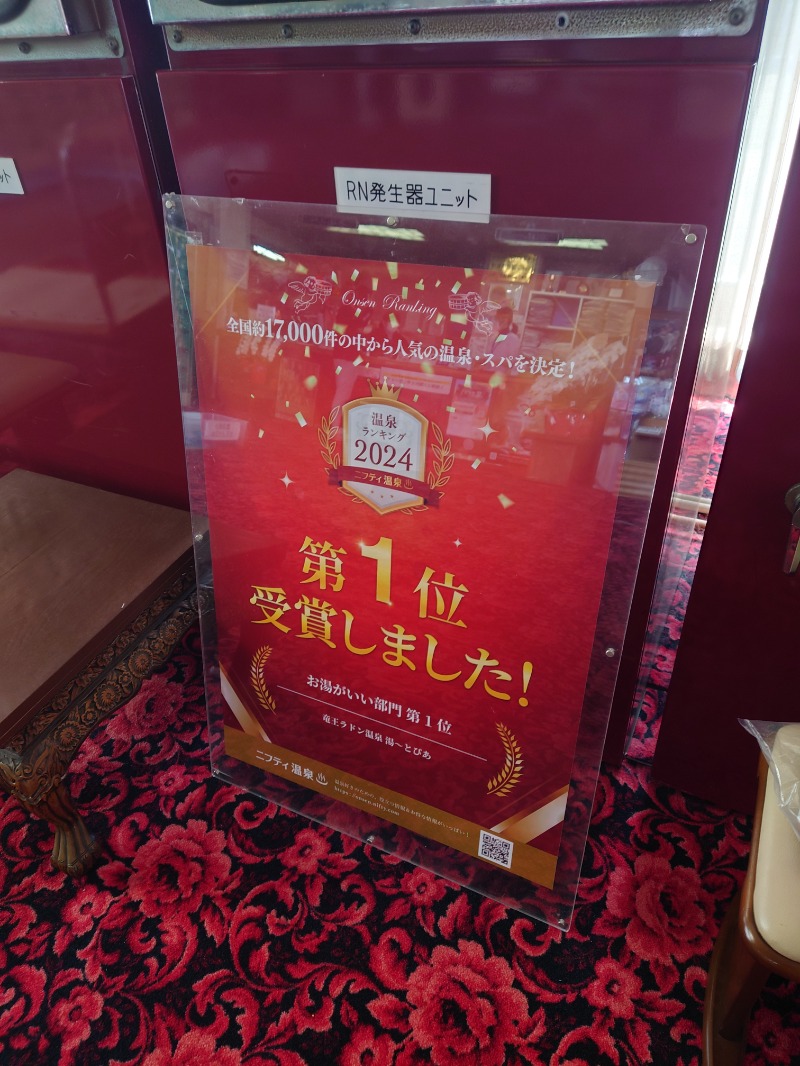 ット
RN発生器ユニット
Onsen Ranking
全国約17,000件の中から人気の温泉・スパを決定！
温泉
ランキング
2024
ニフティ温泉
第1位
受賞しました！
お湯がいい部門 第1位
竜王ラドン温泉 湯～とぴあ
ニフティ温泉